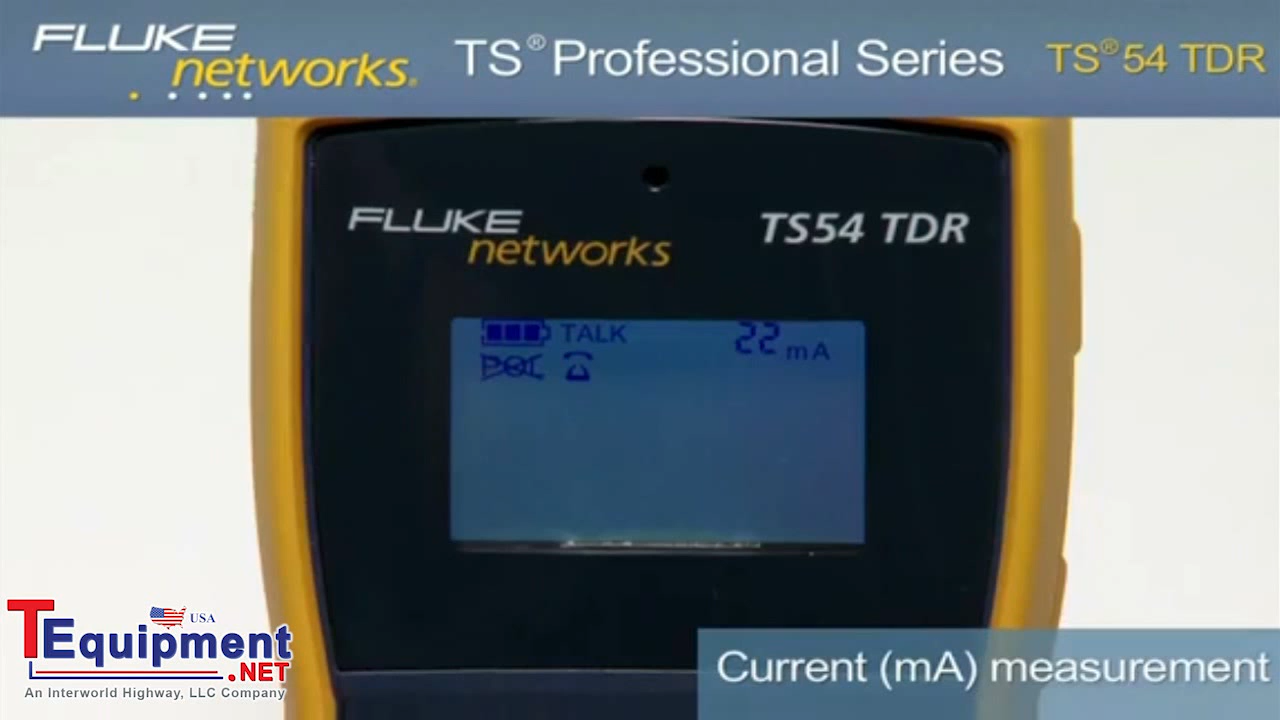 FLUKE networks® TS® Professional Series TS® 54 TDR
FLUKE networks TS54 TDR
TALK 22 mA
USA
TEquipment
.NET
An Interworld Highway, LLC Company
Current (mA) measurement